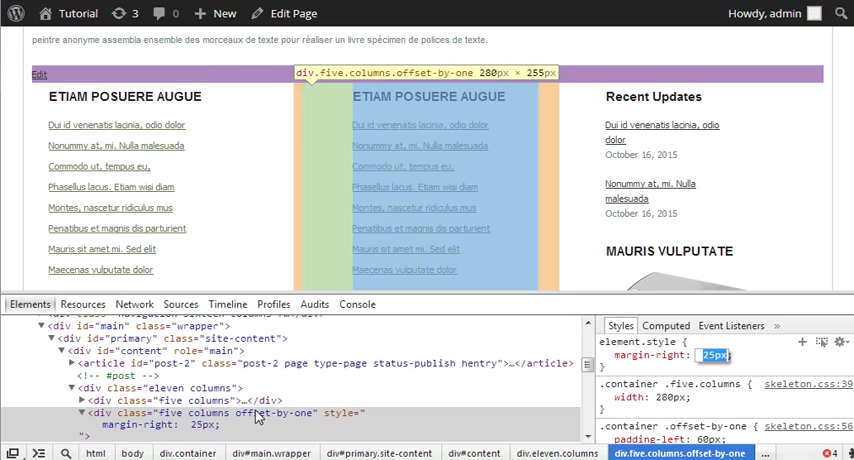 Tutorial 3 0 New Edit Page Howdy, admin
peintre anonyme assembla ensemble des morceaux de texte pour réaliser un livre spécimen de polices de texte.
div.five.columns.offset-by-one 280px × 255px
Edit
ETIAM POSUERE AUGUE
Dui id venenatis lacinia, odio dolor
Nonummy at, mi. Nulla malesuada
Commodo ut, tempus eu,
Phasellus lacus. Etiam wisi diam
Montes, nascetur ridiculus mus
Penatibus et magnis dis parturient
Mauris sit amet mi. Sed elit
Maecenas vulputate dolor
ETIAM POSUERE AUGUE
Dui id venenatis lacinia, odio dolor
Nonummy at, mi. Nulla malesuada
Commodo ut, tempus eu,
Phasellus lacus. Etiam wisi diam
Montes, nascetur ridiculus mus
Penatibus et magnis dis parturient
Mauris sit amet mi. Sed elit
Maecenas vulputate dolor
Recent Updates
Dui id venenatis lacinia, odio
dolor
October 16, 2015
Nonummy at, mi. Nulla
malesuada
October 16, 2015
MAURIS VULPUTATE
Elements Resources Network Sources Timeline Profiles Audits Console
<div id="main" class="wrapper">
<div id="primary" class="site-content">
<div id="content" role="main">
<article id="post-2" class="post-2 page type-page status-publish hentry">…</article>
<!-- #post -->
<div class="eleven columns">
<div class="five columns">…</div>
<div class="five columns offset-by-one" style="
margin-right: 25px;
">
Styles Computed Event Listeners »
element.style {
margin-right: 25px;
}
.container .five.columns { skeleton.css:39
width: 280px;
}
.container .offset-by-one { skeleton.css:56
padding-left: 60px;
html body div.container div#main.wrapper div#primary.site-content div#content div.eleven.columns div.five.columns.offset-by-one ... 4